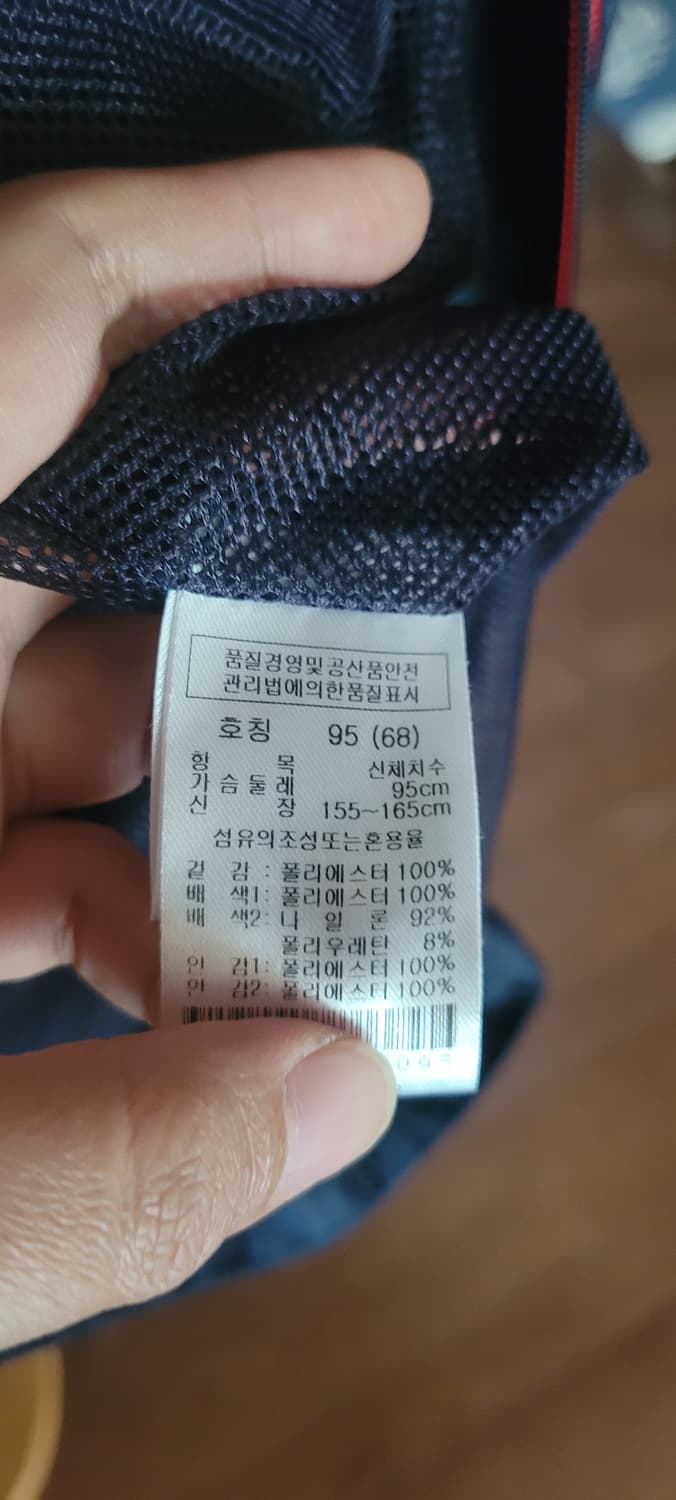 품질경영및공산품안전
관리법에의한품질표시
호칭 95 (68)
항 목 신체치수
가슴둘레 95cm
신 장 155~165cm
섬유의조성또는혼용율
겉 감 : 폴리에스터 100%
배 색1: 폴리에스터 100%
배 색2: 나 일 론 92%
폴리우레탄 8%
안 감1: 폴리에스터 100%
안 감2: 폴리에스터 100%